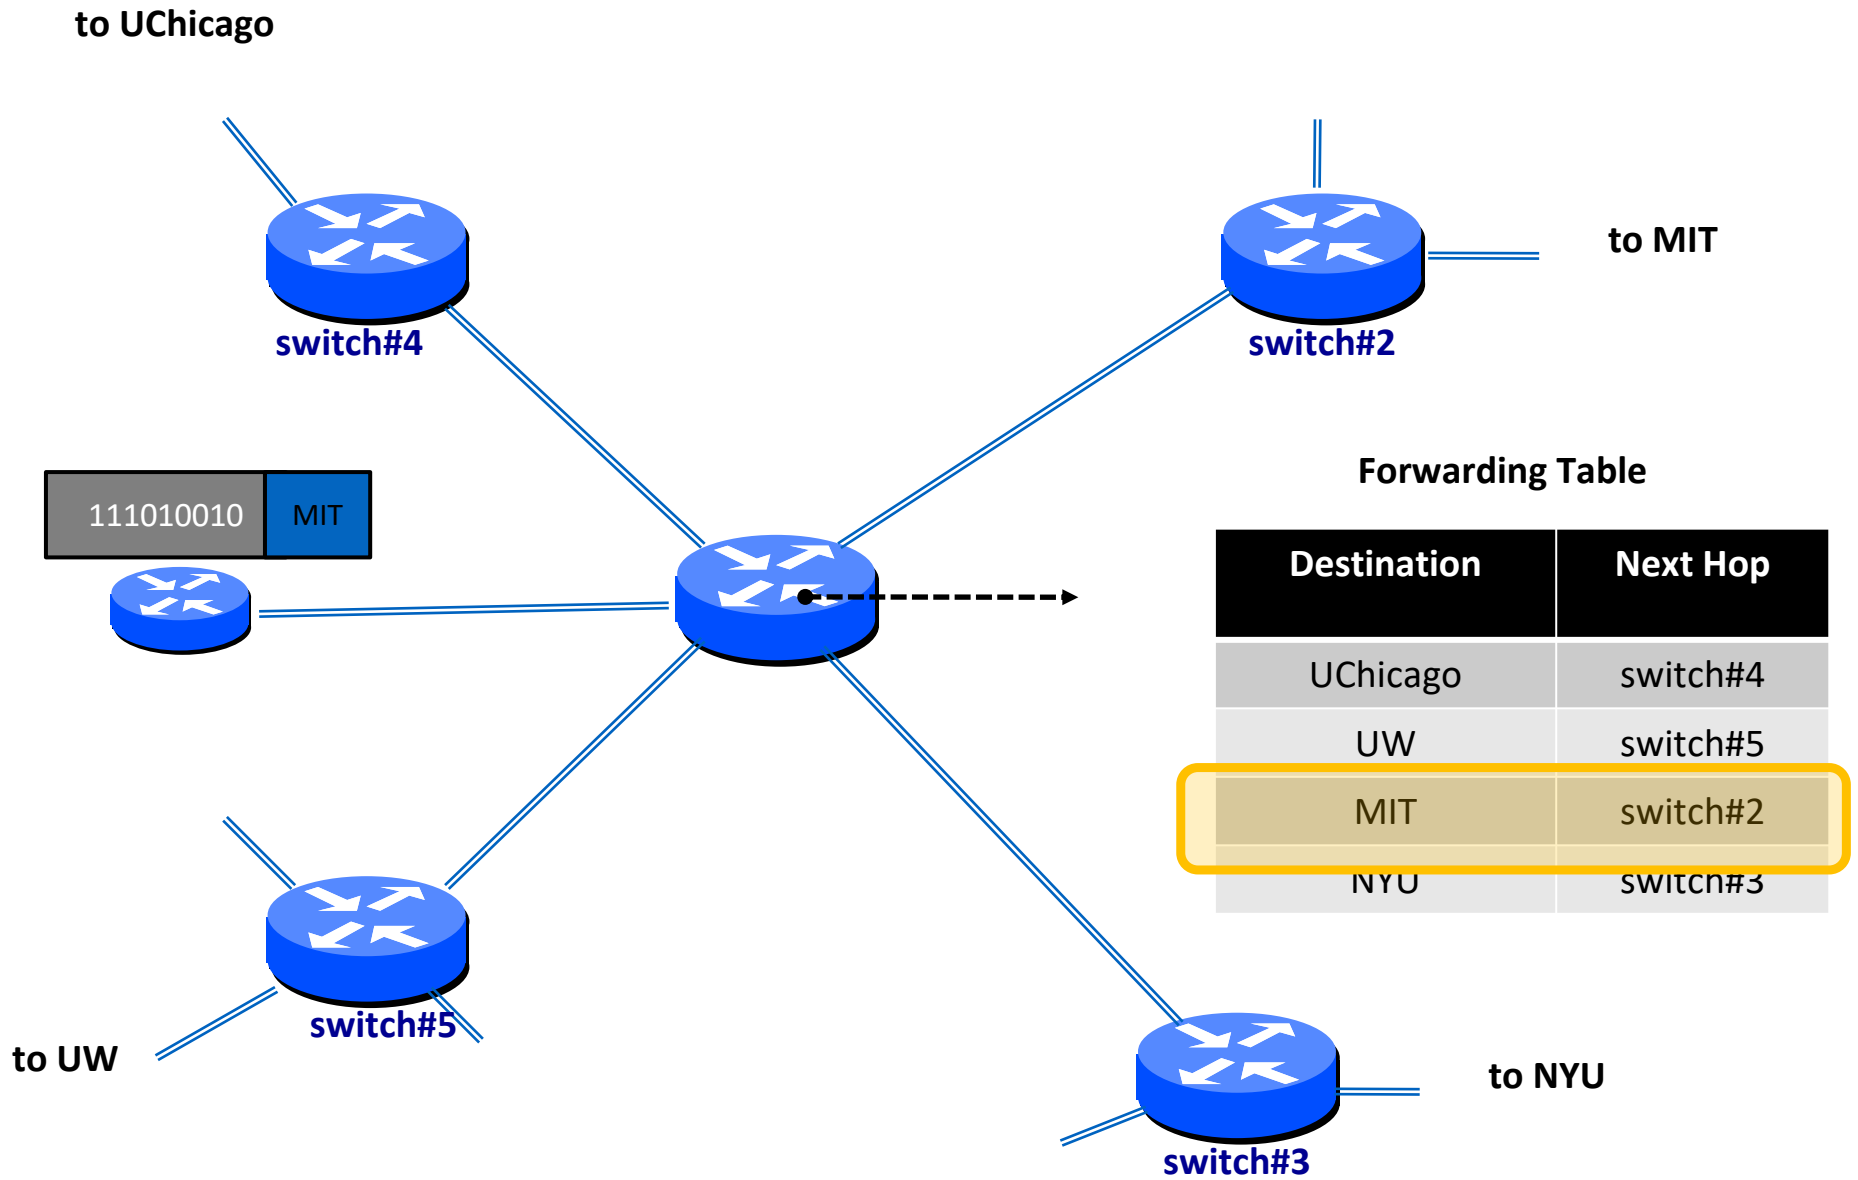 to UChicago
to MIT
switch#4
switch#2
Forwarding Table
111010010 MIT
Destination Next Hop
UChicago switch#4
UW switch#5
MIT switch#2
NYU switch#3
switch#5
to UW
to NYU
switch#3